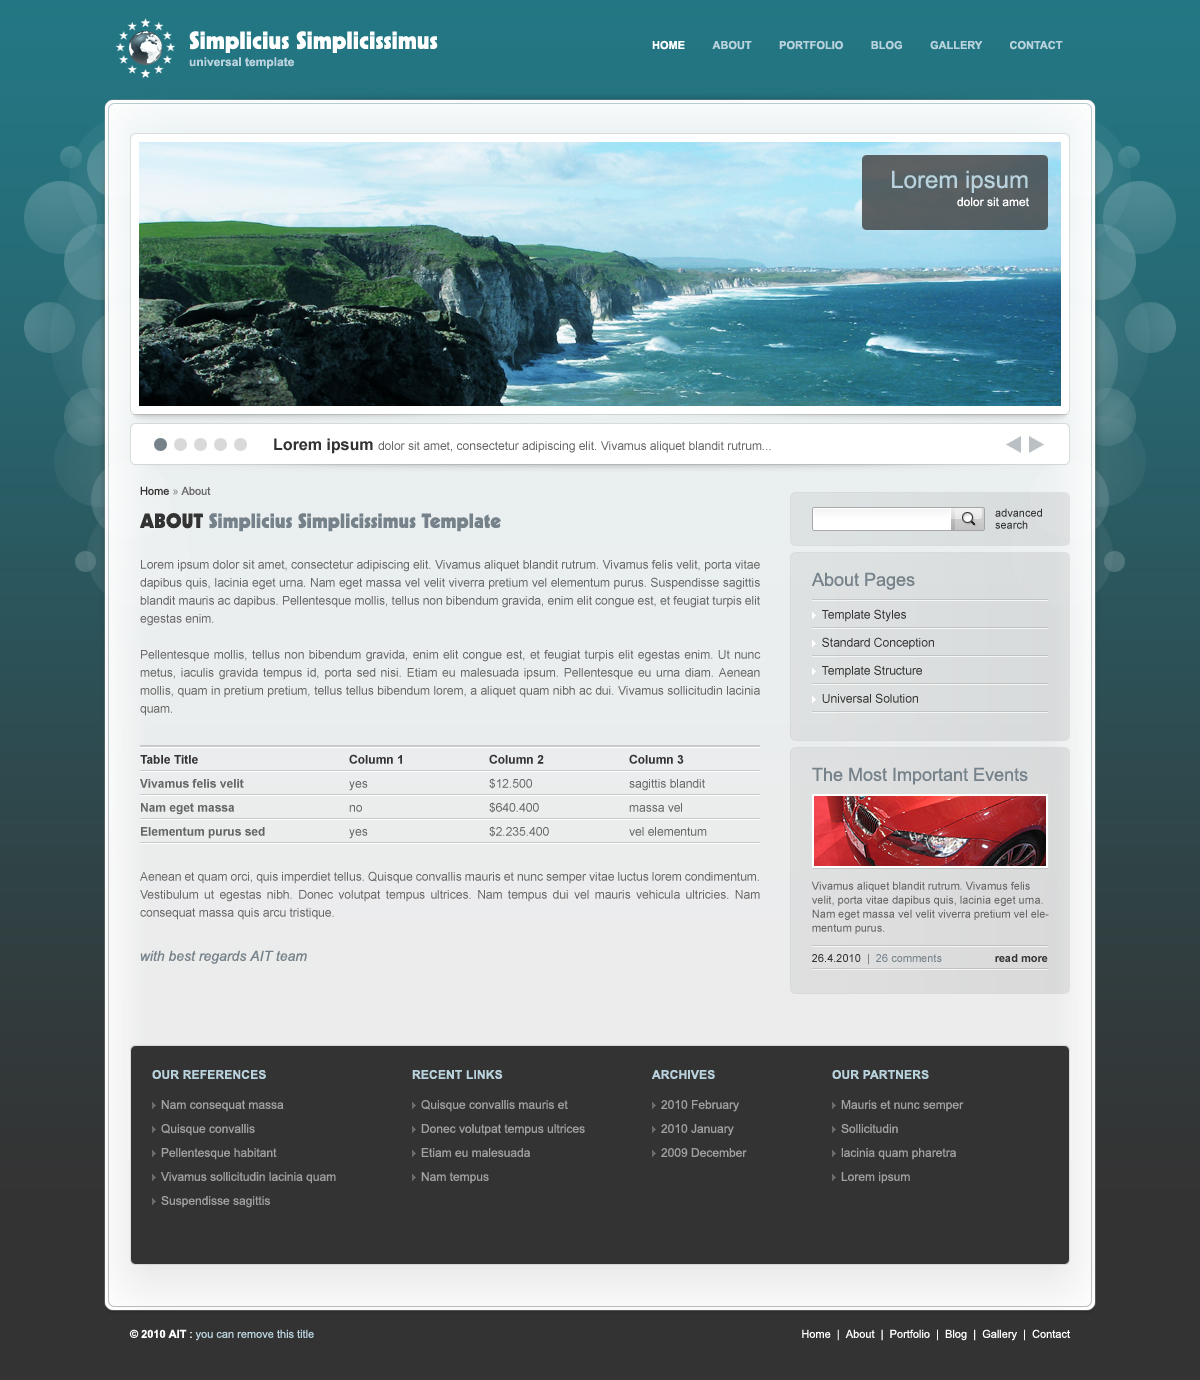 Simplicius Simplicissimus
universal template
HOME ABOUT PORTFOLIO BLOG GALLERY CONTACT
Lorem ipsum
dolor sit amet
Lorem ipsum dolor sit amet, consectetur adipiscing elit. Vivamus aliquet blandit rutrum...
Home » About
ABOUT Simplicius Simplicissimus Template
Lorem ipsum dolor sit amet, consectetur adipiscing elit. Vivamus aliquet blandit rutrum. Vivamus felis velit, porta vitae
dapibus quis, lacinia eget urna. Nam eget massa vel velit viverra pretium vel elementum purus. Suspendisse sagittis
blandit mauris ac dapibus. Pellentesque mollis, tellus non bibendum gravida, enim elit congue est, et feugiat turpis elit
egestas enim.
Pellentesque mollis, tellus non bibendum gravida, enim elit congue est, et feugiat turpis elit egestas enim. Ut nunc
metus, iaculis gravida tempus id, porta sed nisi. Etiam eu malesuada ipsum. Pellentesque eu urna diam. Aenean
mollis, quam in pretium pretium, tellus tellus bibendum lorem, a aliquet quam nibh ac dui. Vivamus sollicitudin lacinia
quam.
Table Title Column 1 Column 2 Column 3
Vivamus felis velit yes $12.500 sagittis blandit
Nam eget massa no $640.400 massa vel
Elementum purus sed yes $2.235.400 vel elementum
Aenean et quam orci, quis imperdiet tellus. Quisque convallis mauris et nunc semper vitae luctus lorem condimentum.
Vestibulum ut egestas nibh. Donec volutpat tempus ultrices. Nam tempus dui vel mauris vehicula ultricies. Nam
consequat massa quis arcu tristique.
with best regards AIT team
advanced
search
About Pages
Template Styles
Standard Conception
Template Structure
Universal Solution
The Most Important Events
Vivamus aliquet blandit rutrum. Vivamus felis
velit, porta vitae dapibus quis, lacinia eget urna.
Nam eget massa vel velit viverra pretium vel ele-
mentum purus.
26.4.2010 | 26 comments read more
OUR REFERENCES
Nam consequat massa
Quisque convallis
Pellentesque habitant
Vivamus sollicitudin lacinia quam
Suspendisse sagittis
RECENT LINKS
Quisque convallis mauris et
Donec volutpat tempus ultrices
Etiam eu malesuada
Nam tempus
ARCHIVES
2010 February
2010 January
2009 December
OUR PARTNERS
Mauris et nunc semper
Sollicitudin
lacinia quam pharetra
Lorem ipsum
© 2010 AIT : you can remove this title
Home | About | Portfolio | Blog | Gallery | Contact